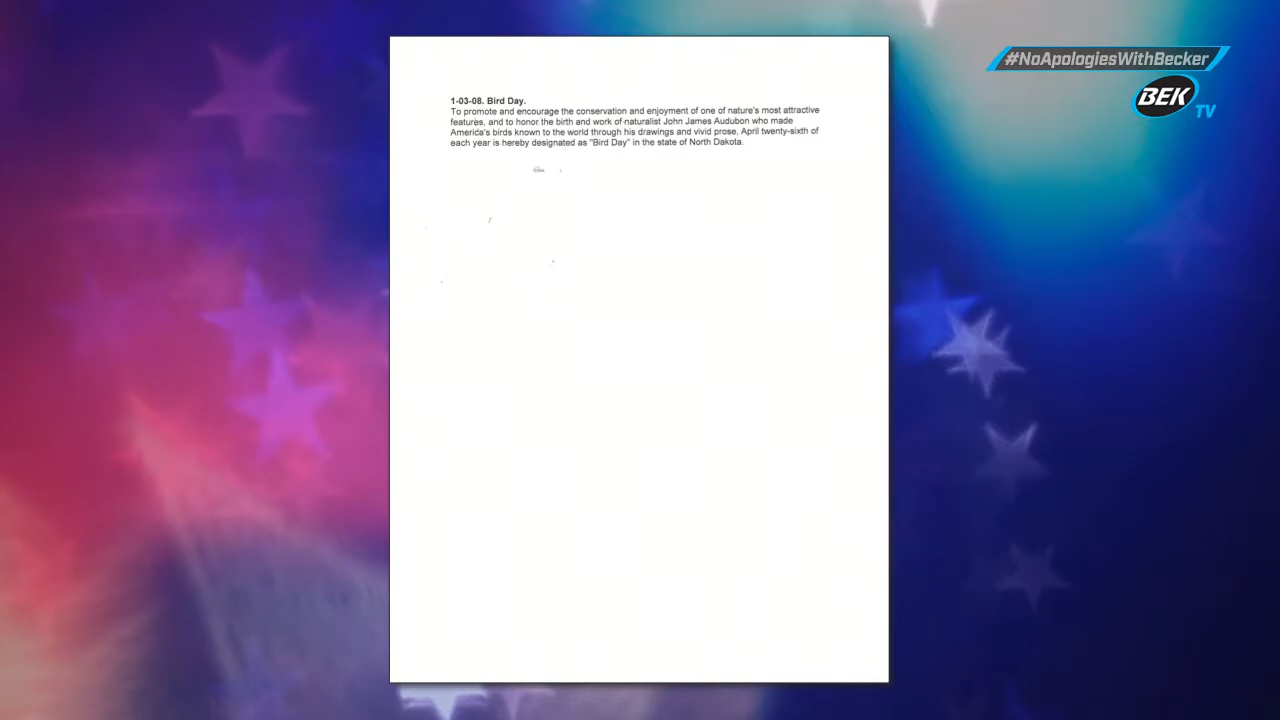 #NoApologiesWithBecker
BEK
TV
1-03-08. Bird Day.
To promote and encourage the conservation and enjoyment of one of nature's most attractive
features, and to honor the birth and work of naturalist John James Audubon who made
America's birds known to the world through his drawings and vivid prose, April twenty-sixth of
each year is hereby designated as "Bird Day" in the state of North Dakota.